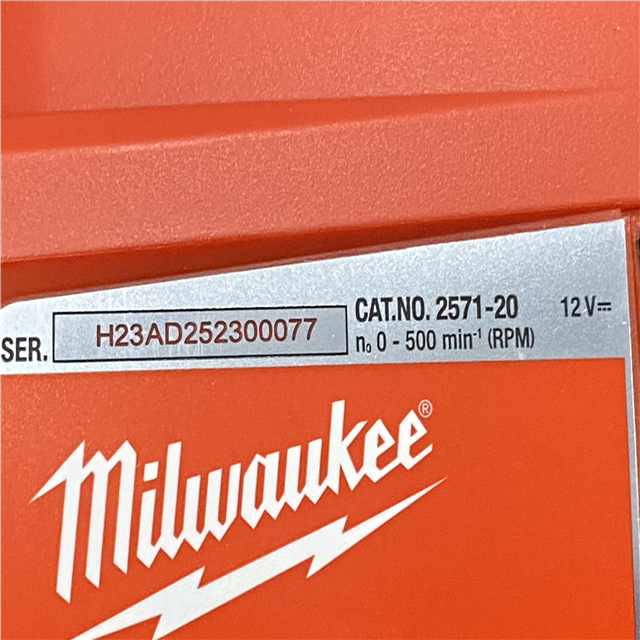 SER. H23AD252300077 CAT.NO. 2571-20 12 V⎓
n₀ 0 - 500 min⁻¹ (RPM)
Milwaukee®